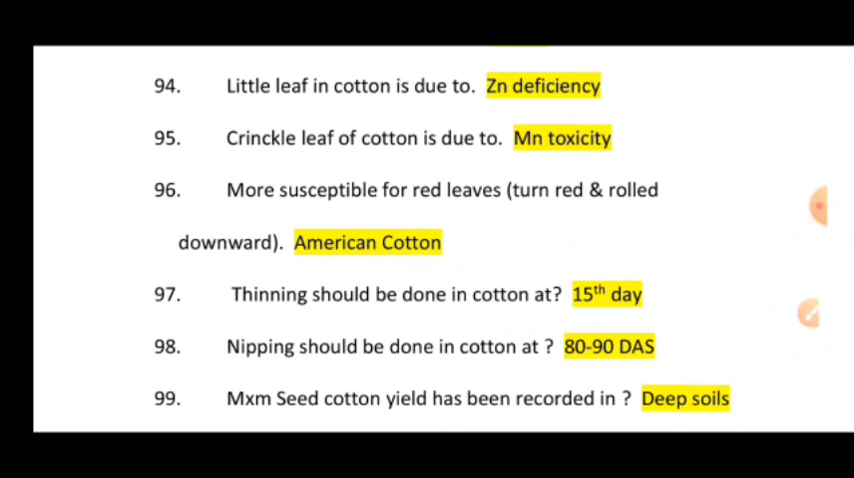 94. Little leaf in cotton is due to. Zn deficiency
95. Crinckle leaf of cotton is due to. Mn toxicity
96. More susceptible for red leaves (turn red & rolled
downward). American Cotton
97. Thinning should be done in cotton at? 15th day
98. Nipping should be done in cotton at ? 80-90 DAS
99. Mxm Seed cotton yield has been recorded in ? Deep soils